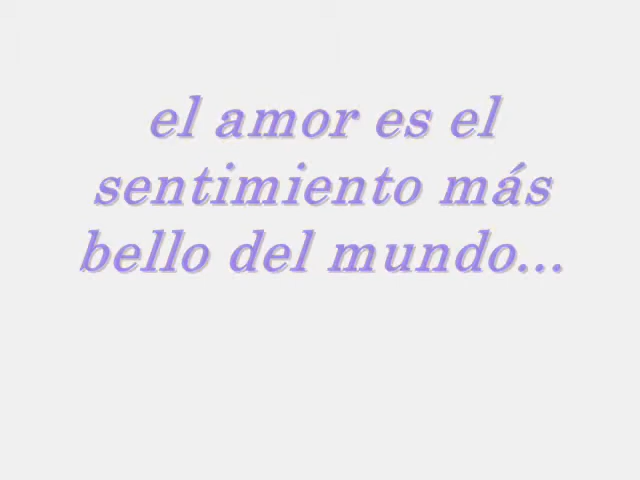 el amor es el
sentimiento más
bello del mundo...